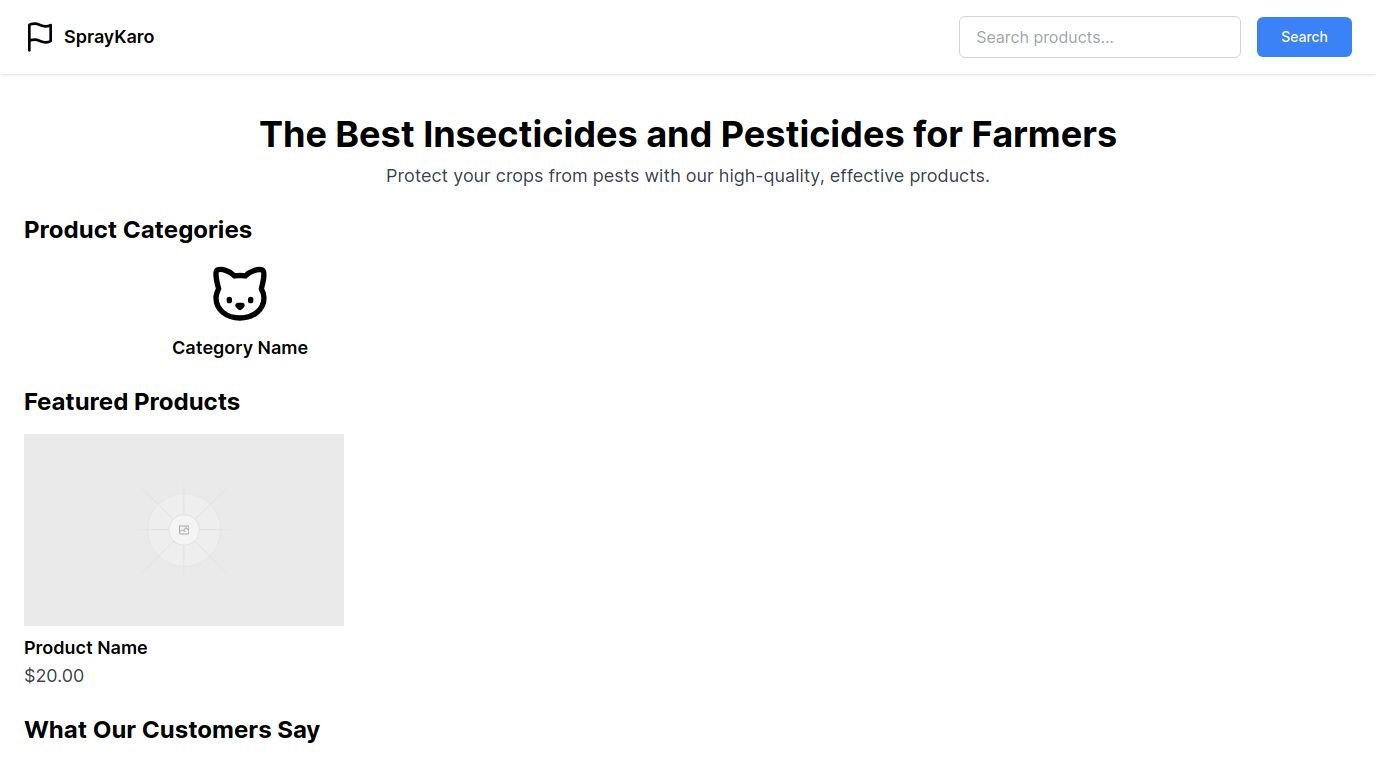 SprayKaro
Search products...
Search
The Best Insecticides and Pesticides for Farmers
Protect your crops from pests with our high-quality, effective products.
Product Categories
Category Name
Featured Products
Product Name
$20.00
What Our Customers Say